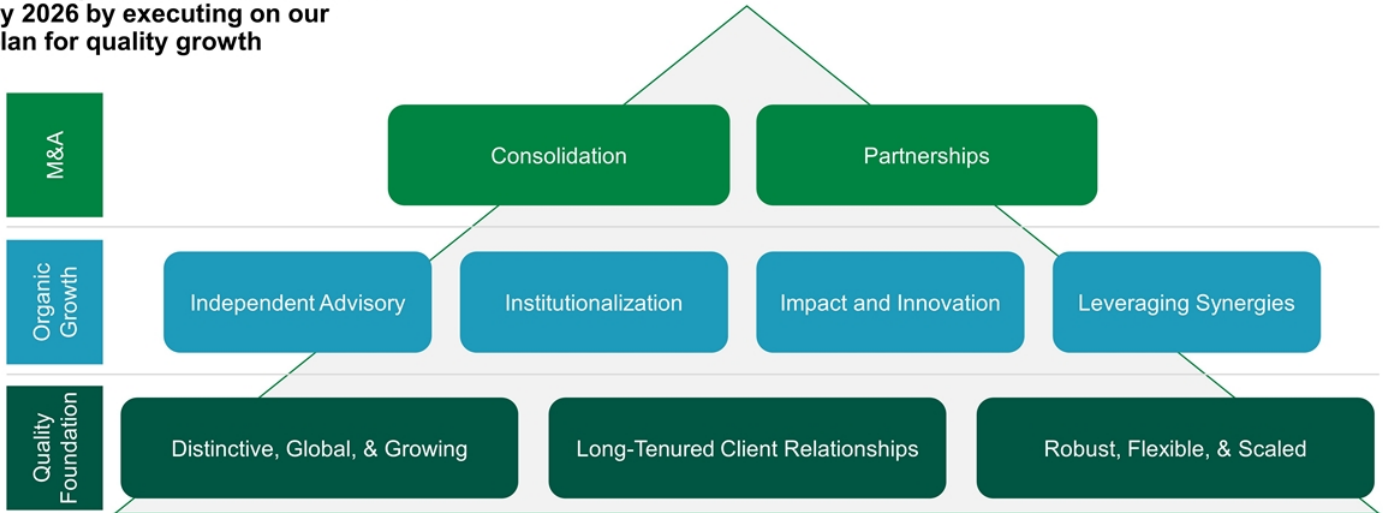 y 2026 by executing on our
lan for quality growth
M&A
Consolidation
Partnerships
Organic
Growth
Independent Advisory
Institutionalization
Impact and Innovation
Leveraging Synergies
Quality
Foundation
Distinctive, Global, & Growing
Long-Tenured Client Relationships
Robust, Flexible, & Scaled